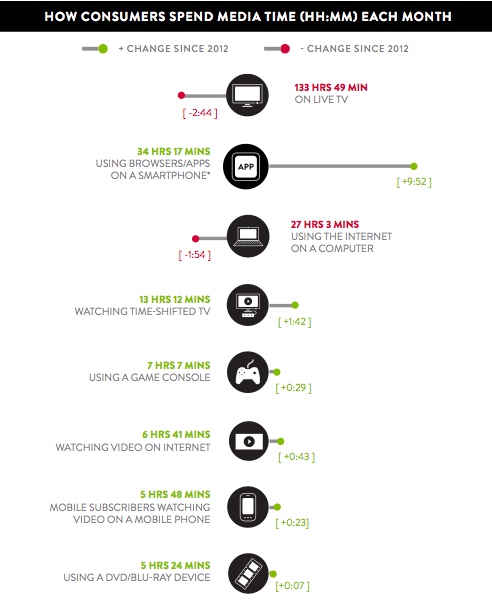 HOW CONSUMERS SPEND MEDIA TIME (HH:MM) EACH MONTH
+ CHANGE SINCE 2012
- CHANGE SINCE 2012
133 HRS 49 MIN
ON LIVE TV
[ -2:44 ]
34 HRS 17 MINS
USING BROWSERS/APPS
ON A SMARTPHONE*
APP
[ +9:52 ]
27 HRS 3 MINS
USING THE INTERNET
ON A COMPUTER
[ -1:54 ]
13 HRS 12 MINS
WATCHING TIME-SHIFTED TV
[ +1:42 ]
7 HRS 7 MINS
USING A GAME CONSOLE
[ +0:29 ]
6 HRS 41 MINS
WATCHING VIDEO ON INTERNET
[ +0:43 ]
5 HRS 48 MINS
MOBILE SUBSCRIBERS WATCHING
VIDEO ON A MOBILE PHONE
[ +0:23]
5 HRS 24 MINS
USING A DVD/BLU-RAY DEVICE
[+0:07 ]